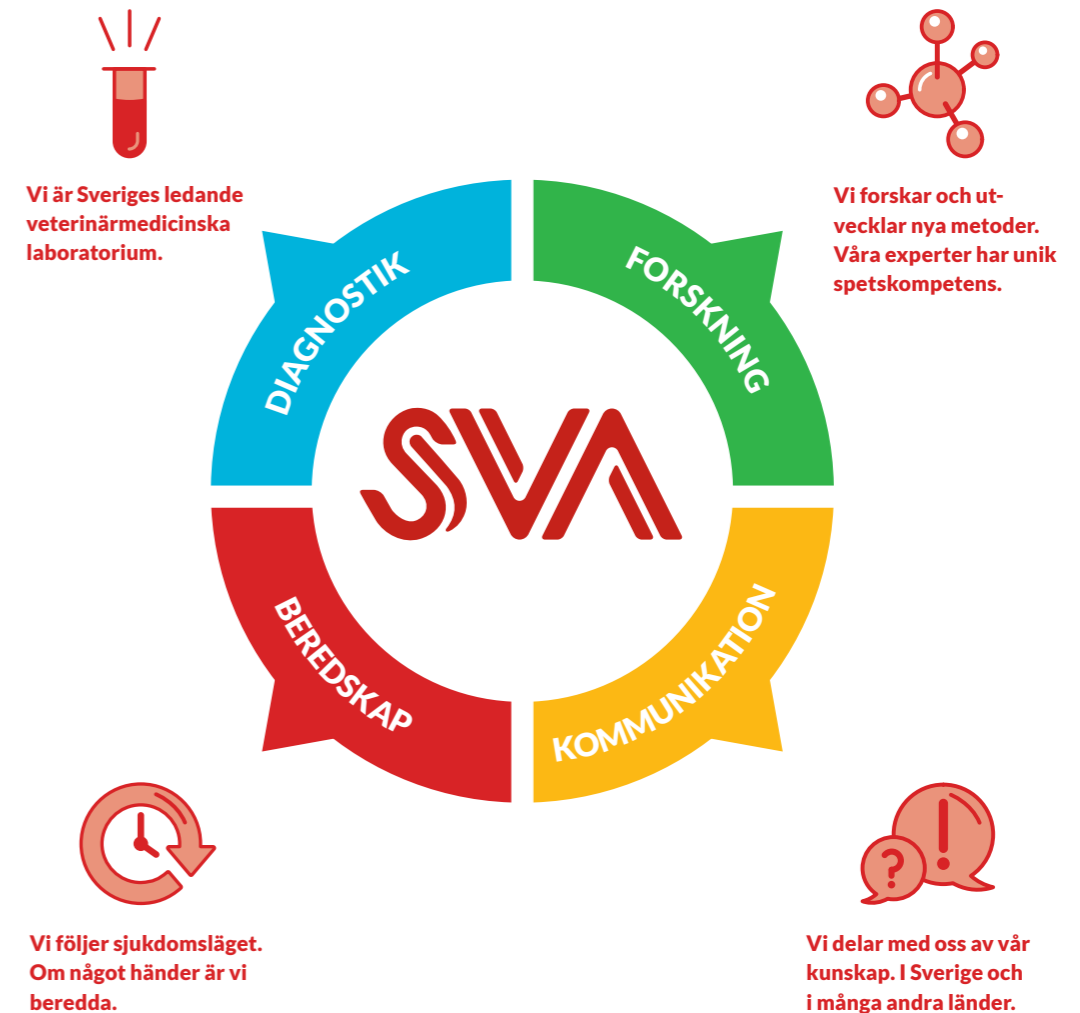 Vi är Sveriges ledande
veterinärmedicinska
laboratorium.
Vi forskar och ut-
vecklar nya metoder.
Våra experter har unik
spetskompetens.
DIAGNOSTIK
FORSKNING
SVA
BEREDSKAP
KOMMUNIKATION
!
?
Vi följer sjukdomsläget.
Om något händer är vi
beredda.
Vi delar med oss av vår
kunskap. I Sverige och
i många andra länder.